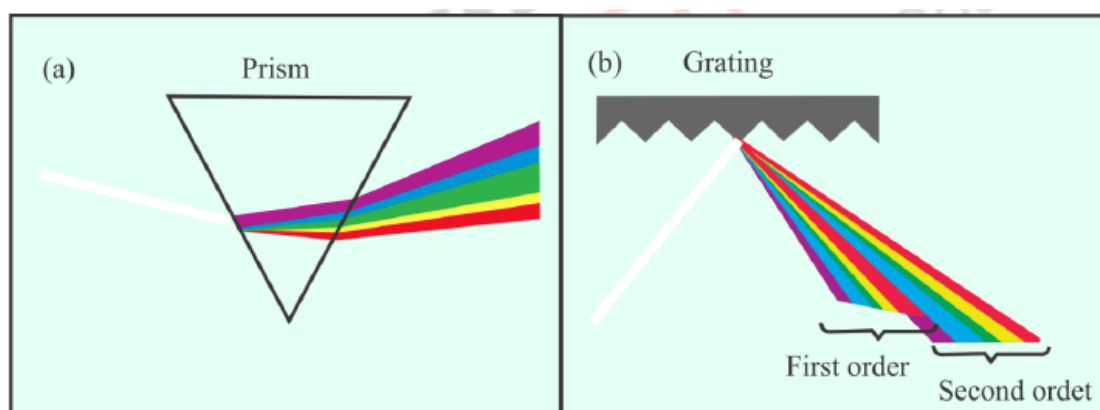 (a)
Prism
(b)
Grating
First order
Second ordet